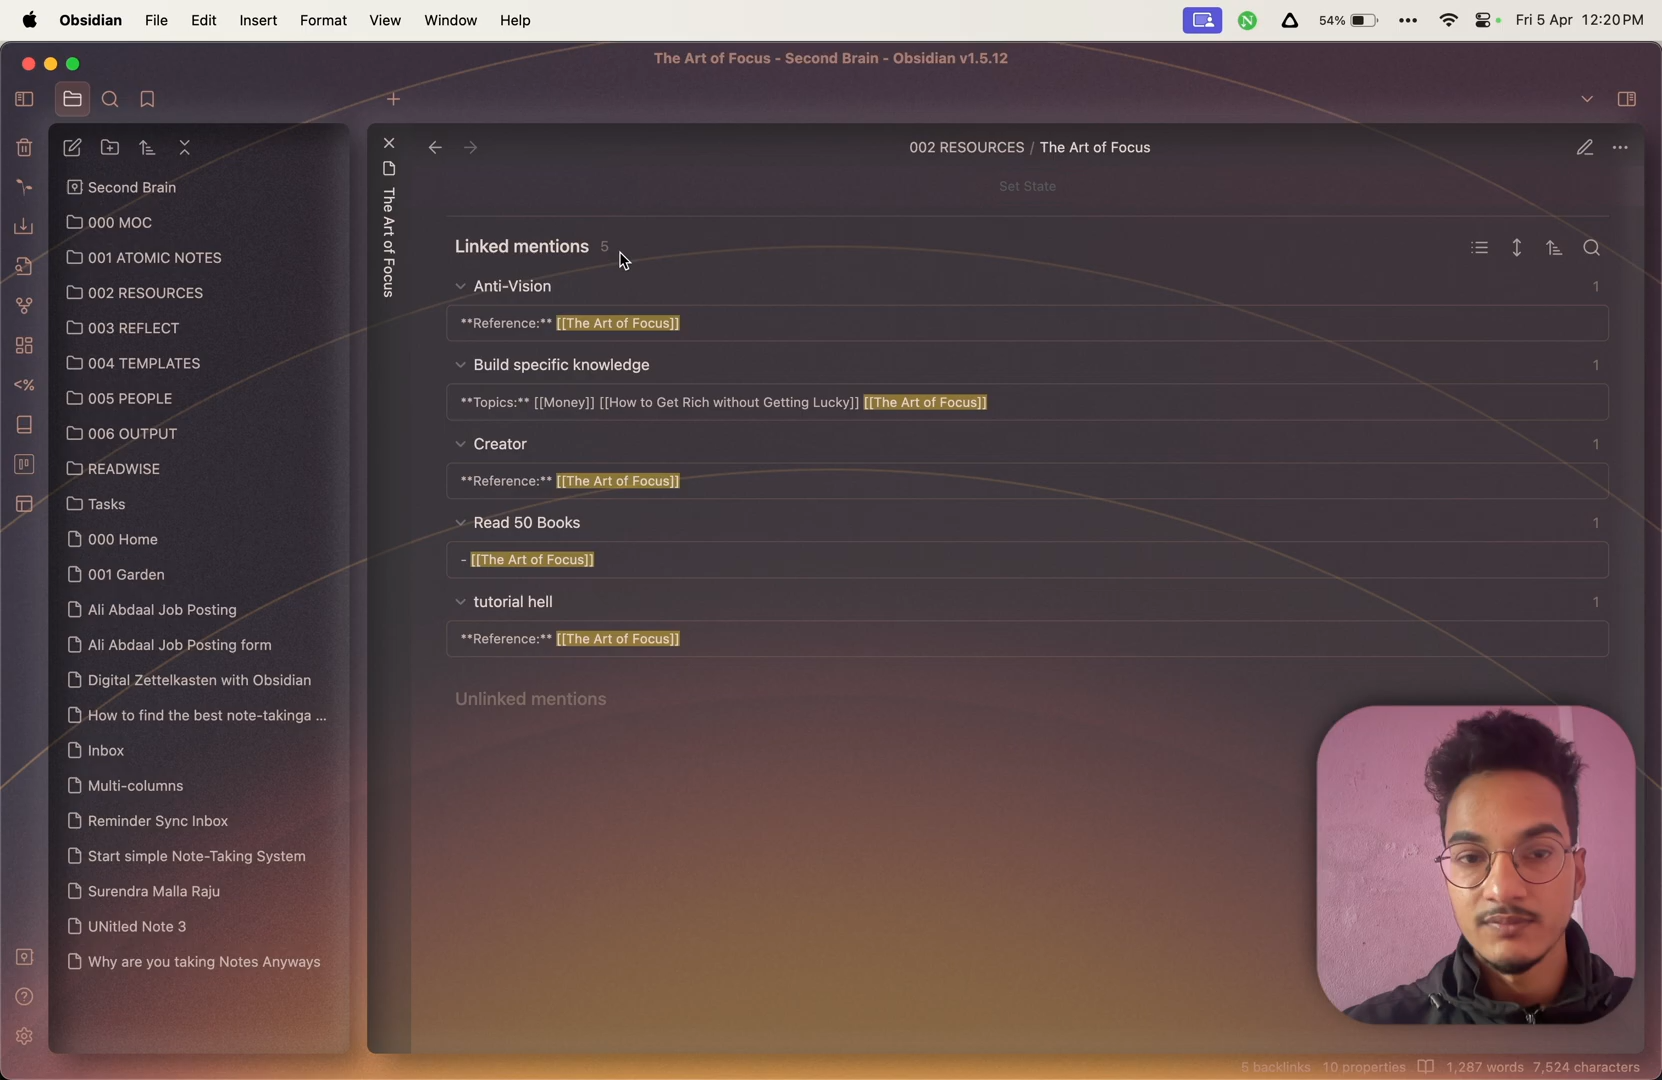 Obsidian File Edit Insert Format View Window Help
54% Fri 5 Apr 12:20 PM
The Art of Focus - Second Brain - Obsidian v1.5.12
Second Brain
000 MOC
001 ATOMIC NOTES
002 RESOURCES
003 REFLECT
004 TEMPLATES
005 PEOPLE
006 OUTPUT
READWISE
Tasks
000 Home
001 Garden
Ali Abdaal Job Posting
Ali Abdaal Job Posting form
Digital Zettelkasten with Obsidian
How to find the best note-takinga ...
Inbox
Multi-columns
Reminder Sync Inbox
Start simple Note-Taking System
Surendra Malla Raju
UNitled Note 3
Why are you taking Notes Anyways
<%
The Art of Focus
002 RESOURCES / The Art of Focus
Set State
Linked mentions 5
Anti-Vision 1
**Reference:** [[The Art of Focus]]
Build specific knowledge 1
**Topics:** [[Money]] [[How to Get Rich without Getting Lucky]] [[The Art of Focus]]
Creator 1
**Reference:** [[The Art of Focus]]
Read 50 Books 1
- [[The Art of Focus]]
tutorial hell 1
**Reference:** [[The Art of Focus]]
Unlinked mentions
5 backlinks 10 properties 1,287 words 7,524 characters